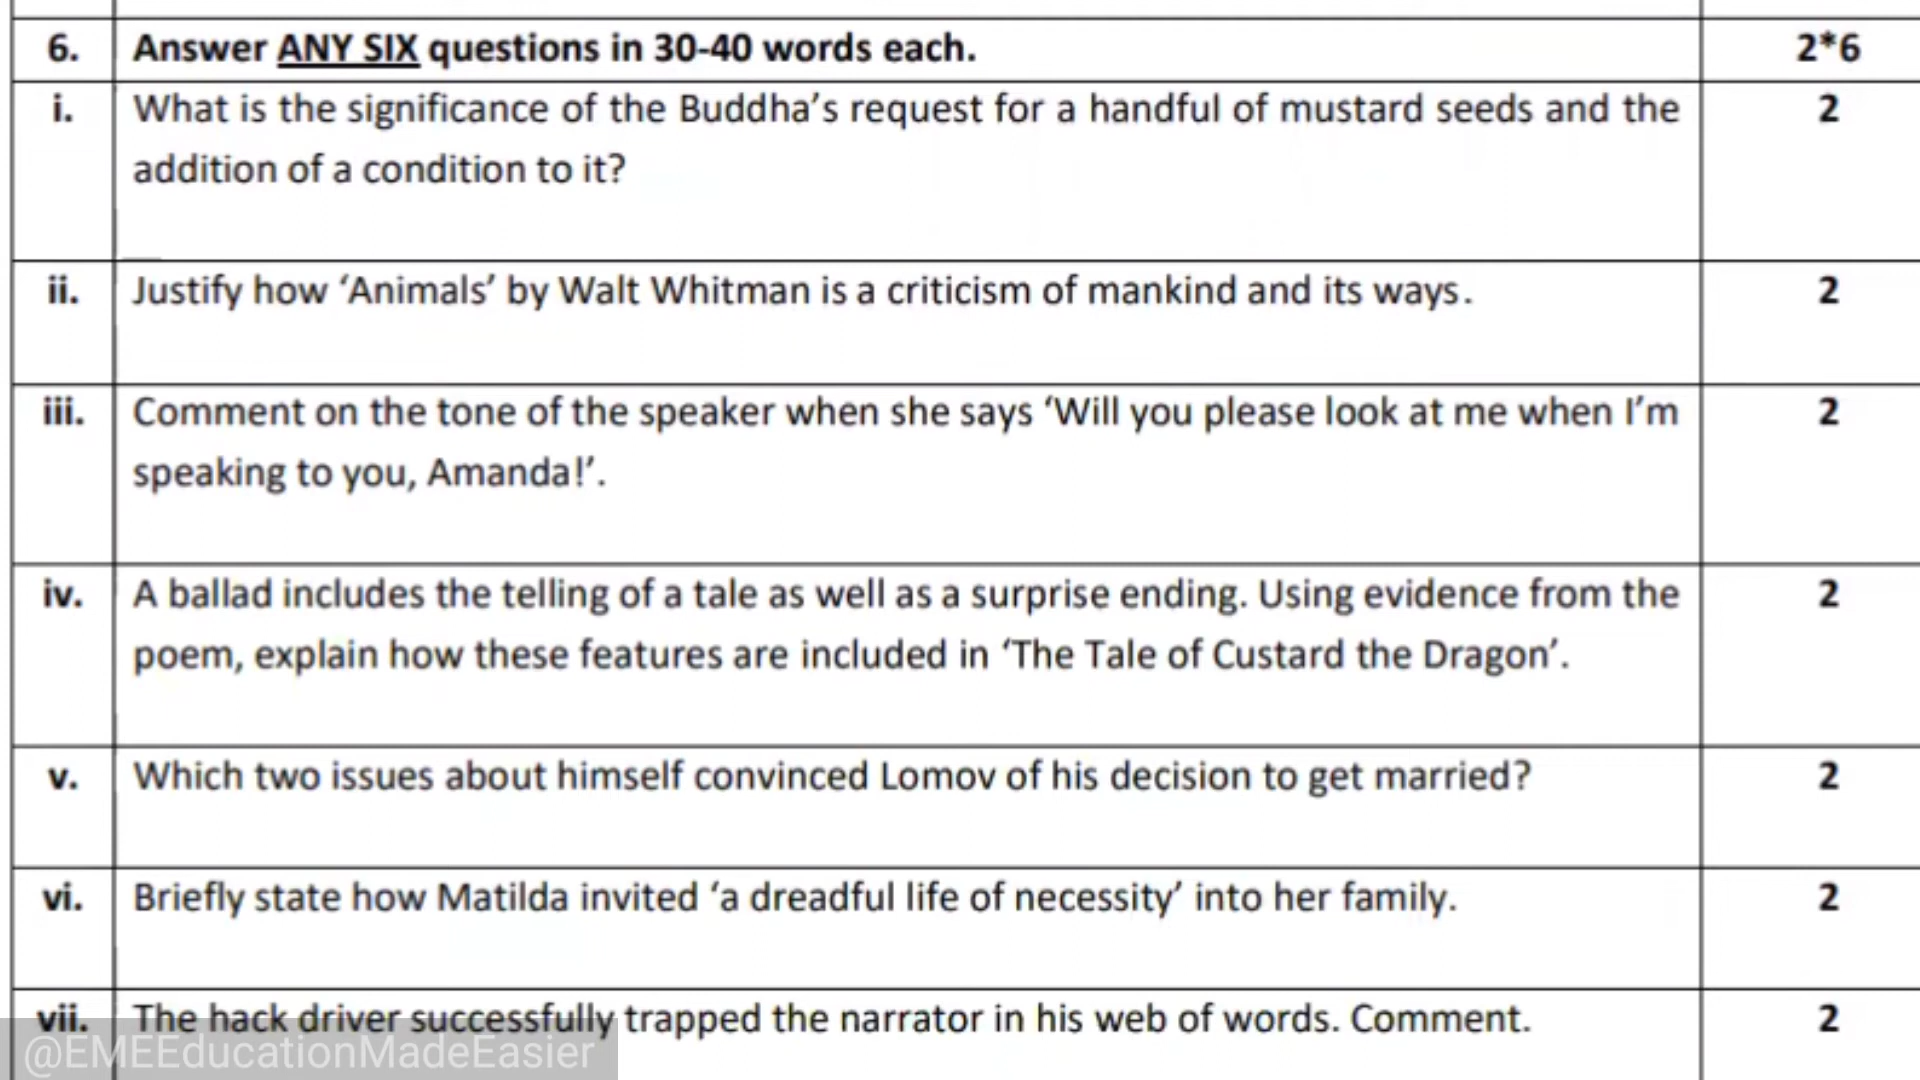 6. Answer ANY SIX questions in 30-40 words each. 2*6
i. What is the significance of the Buddha’s request for a handful of mustard seeds and the 2
addition of a condition to it?
ii. Justify how ‘Animals’ by Walt Whitman is a criticism of mankind and its ways. 2
iii. Comment on the tone of the speaker when she says ‘Will you please look at me when I’m 2
speaking to you, Amanda!’.
iv. A ballad includes the telling of a tale as well as a surprise ending. Using evidence from the 2
poem, explain how these features are included in ‘The Tale of Custard the Dragon’.
v. Which two issues about himself convinced Lomov of his decision to get married? 2
vi. Briefly state how Matilda invited ‘a dreadful life of necessity’ into her family. 2
vii. The hack driver successfully trapped the narrator in his web of words. Comment. 2
@EMEEducationMadeEasier